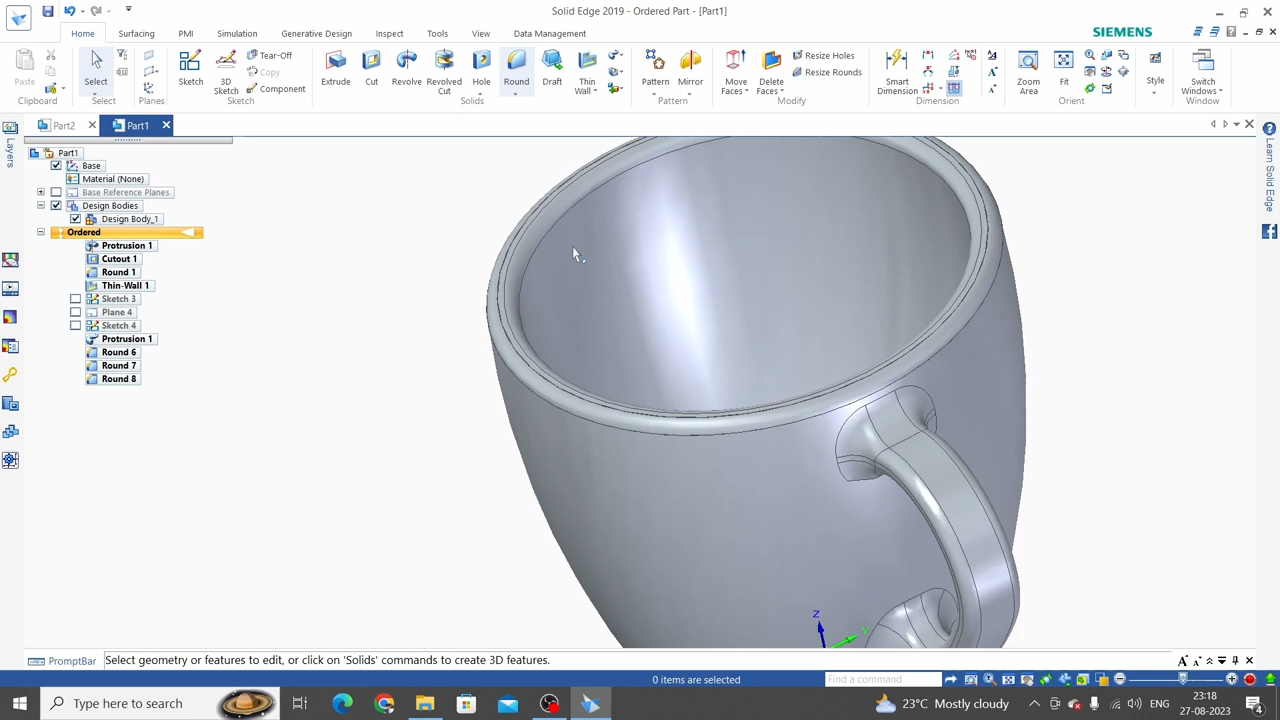 Solid Edge 2019 - Ordered Part - [Part1]
Home
Surfacing
PMI
Simulation
Generative Design
Inspect
Tools
View
Data Management
SIEMENS
Paste
Select
Sketch
3D Sketch
Tear-Off
Copy
Component
Extrude
Cut
Revolve
Revolved Cut
Hole
Round
Draft
Thin Wall
Pattern
Mirror
Move Faces
Delete Faces
Resize Holes
Resize Rounds
Smart Dimension
Zoom Area
Fit
Style
Switch Windows
Clipboard
Select
Planes
Sketch
Solids
Pattern
Modify
Dimension
Orient
Window
Part2
Part1
Layers
Learn Solid Edge
Part1
Base
Material (None)
Base Reference Planes
Design Bodies
Design Body_1
Ordered
Protrusion 1
Cutout 1
Round 1
Thin-Wall 1
Sketch 3
Plane 4
Sketch 4
Protrusion 1
Round 6
Round 7
Round 8
Z
Y
PromptBar
Select geometry or features to edit, or click on 'Solids' commands to create 3D features.
0 items are selected
Find a command
Type here to search
23°C Mostly cloudy
ENG
23:18
27-08-2023
4